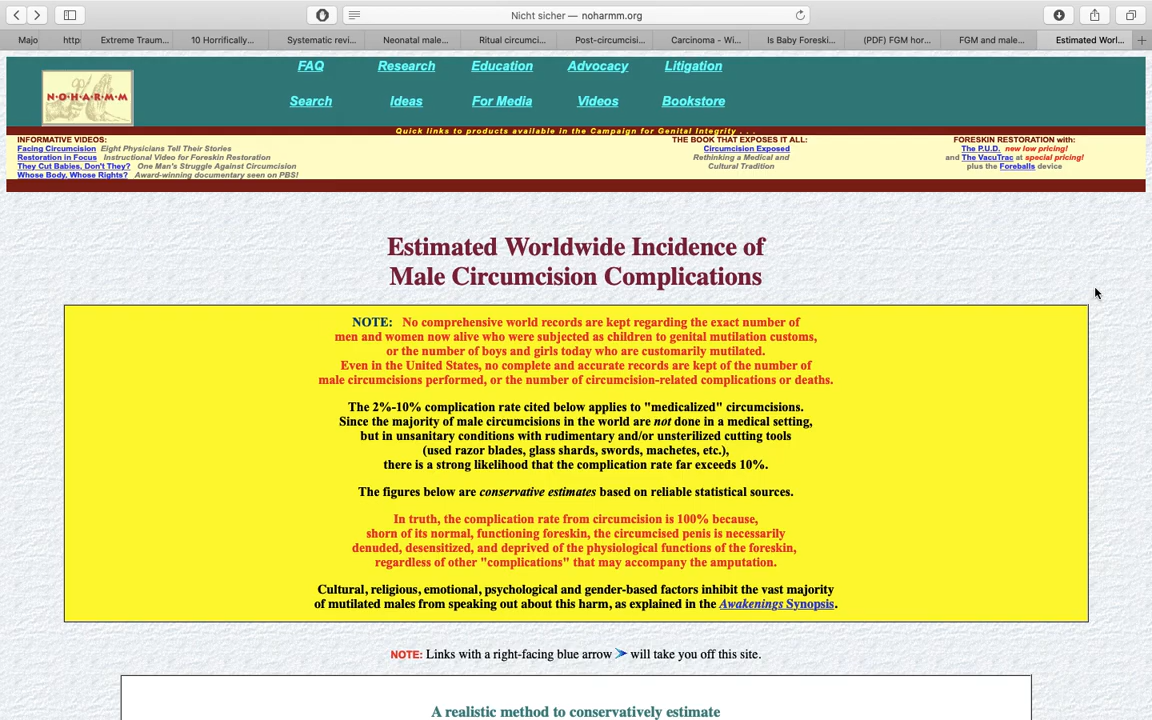 Nicht sicher — noharmm.org
Majo
http
Extreme Traum...
10 Horrifically...
Systematic revi...
Neonatal male...
Ritual circumci...
Post-circumcisi...
Carcinoma - Wi...
Is Baby Foreski...
(PDF) FGM hor...
FGM and male...
Estimated Worl...
N·O·H·A·R·M·M
FAQ Research Education Advocacy Litigation
Search Ideas For Media Videos Bookstore
Quick links to products available in the Campaign for Genital Integrity . . .
INFORMATIVE VIDEOS:
Facing Circumcision Eight Physicians Tell Their Stories
Restoration in Focus Instructional Video for Foreskin Restoration
They Cut Babies, Don't They? One Man's Struggle Against Circumcision
Whose Body, Whose Rights? Award-winning documentary seen on PBS!
THE BOOK THAT EXPOSES IT ALL:
Circumcision Exposed
Rethinking a Medical and
Cultural Tradition
FORESKIN RESTORATION with:
The P.U.D. new low pricing!
and The VacuTrac at special pricing!
plus the Foreballs device
Estimated Worldwide Incidence of
Male Circumcision Complications
NOTE: No comprehensive world records are kept regarding the exact number of
men and women now alive who were subjected as children to genital mutilation customs,
or the number of boys and girls today who are customarily mutilated.
Even in the United States, no complete and accurate records are kept of the number of
male circumcisions performed, or the number of circumcision-related complications or deaths.
The 2%-10% complication rate cited below applies to "medicalized" circumcisions.
Since the majority of male circumcisions in the world are not done in a medical setting,
but in unsanitary conditions with rudimentary and/or unsterilized cutting tools
(used razor blades, glass shards, swords, machetes, etc.),
there is a strong likelihood that the complication rate far exceeds 10%.
The figures below are conservative estimates based on reliable statistical sources.
In truth, the complication rate from circumcision is 100% because,
shorn of its normal, functioning foreskin, the circumcised penis is necessarily
denuded, desensitized, and deprived of the physiological functions of the foreskin,
regardless of other "complications" that may accompany the amputation.
Cultural, religious, emotional, psychological and gender-based factors inhibit the vast majority
of mutilated males from speaking out about this harm, as explained in the Awakenings Synopsis.
NOTE: Links with a right-facing blue arrow will take you off this site.
A realistic method to conservatively estimate